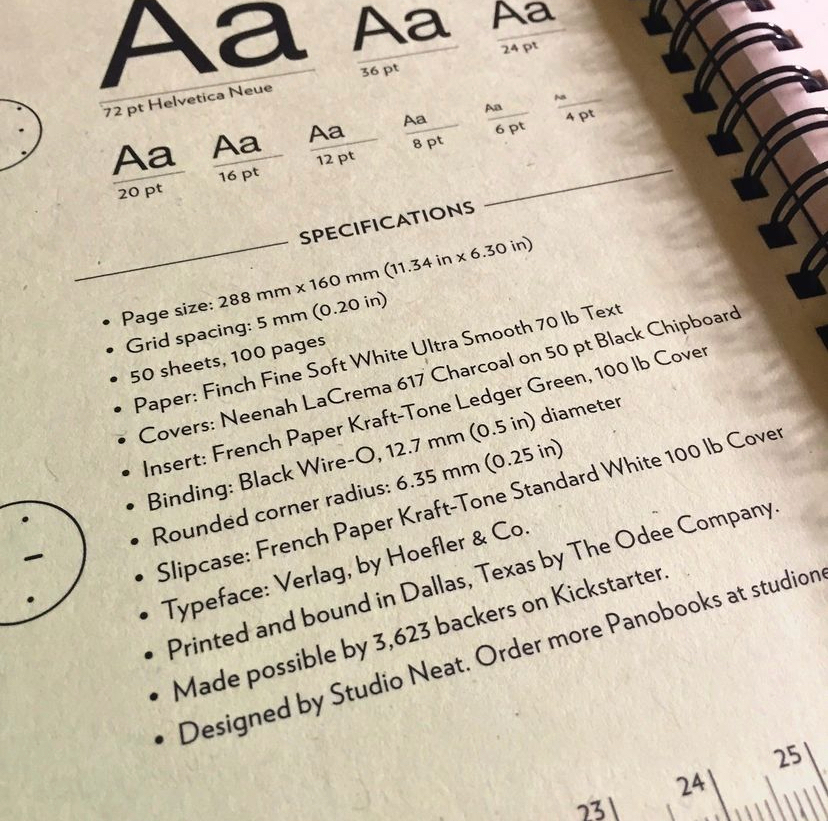 Aa Aa Aa
72 pt Helvetica Neue 36 pt 24 pt
Aa Aa Aa Aa Aa Aa
20 pt 16 pt 12 pt 8 pt 6 pt 4 pt
SPECIFICATIONS
• Page size: 288 mm x 160 mm (11.34 in x 6.30 in)
• Grid spacing: 5 mm (0.20 in)
• 50 sheets, 100 pages
• Paper: Finch Fine Soft White Ultra Smooth 70 lb Text
• Covers: Neenah LaCrema 617 Charcoal on 50 pt Black Chipboard
• Insert: French Paper Kraft-Tone Ledger Green, 100 lb Cover
• Binding: Black Wire-O, 12.7 mm (0.5 in) diameter
• Rounded corner radius: 6.35 mm (0.25 in)
• Slipcase: French Paper Kraft-Tone Standard White 100 lb Cover
• Typeface: Verlag, by Hoefler & Co.
• Printed and bound in Dallas, Texas by The Odee Company.
• Made possible by 3,623 backers on Kickstarter.
• Designed by Studio Neat. Order more Panobooks at studione
23 24 25